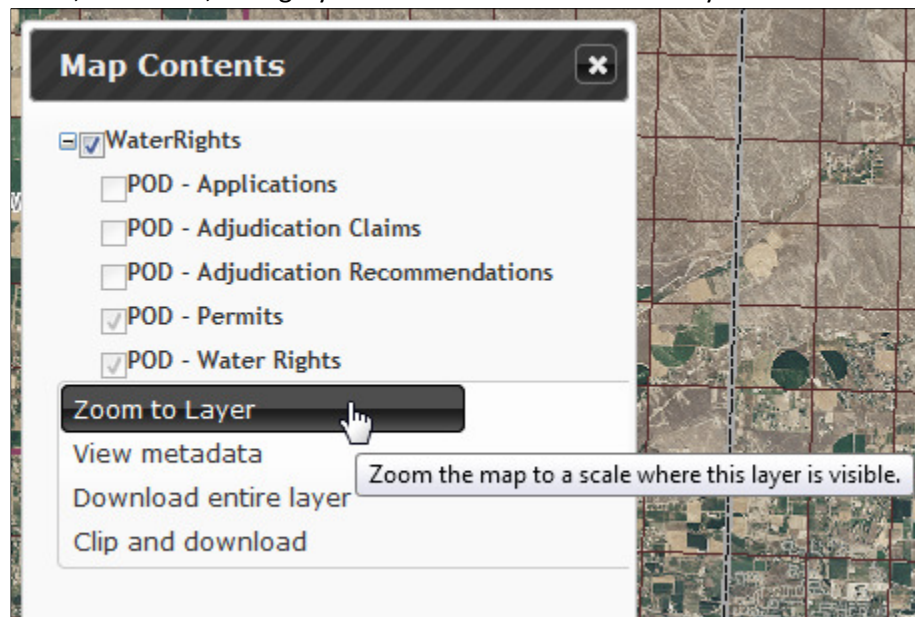 Map Contents
WaterRights
POD - Applications
POD - Adjudication Claims
POD - Adjudication Recommendations
POD - Permits
POD - Water Rights
Zoom to Layer
View metadata
Zoom the map to a scale where this layer is visible.
Download entire layer
Clip and download